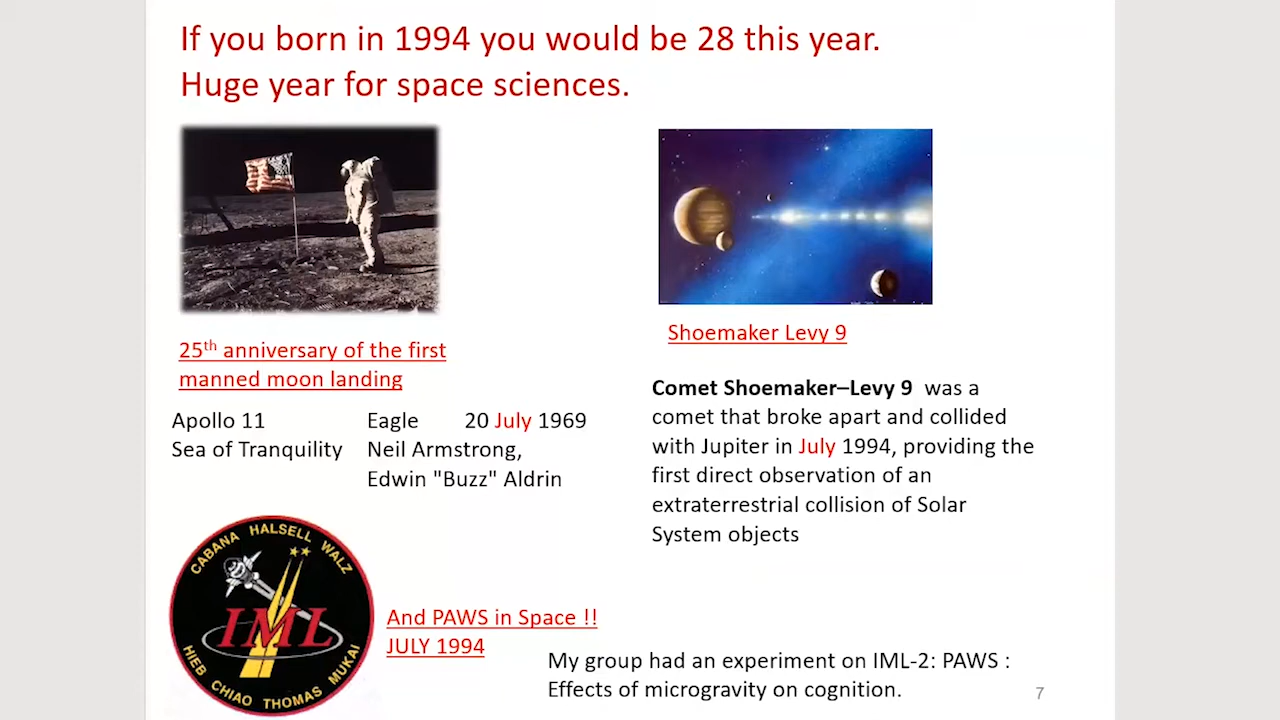 If you born in 1994 you would be 28 this year.
Huge year for space sciences.
25th anniversary of the first
manned moon landing
Apollo 11 Eagle 20 July 1969
Sea of Tranquility Neil Armstrong,
Edwin "Buzz" Aldrin
Shoemaker Levy 9
Comet Shoemaker–Levy 9 was a
comet that broke apart and collided
with Jupiter in July 1994, providing the
first direct observation of an
extraterrestrial collision of Solar
System objects
CABANA HALSELL WALZ
IML
HIEB CHIAO THOMAS MUKAI
And PAWS in Space !!
JULY 1994
My group had an experiment on IML-2: PAWS :
Effects of microgravity on cognition.
7